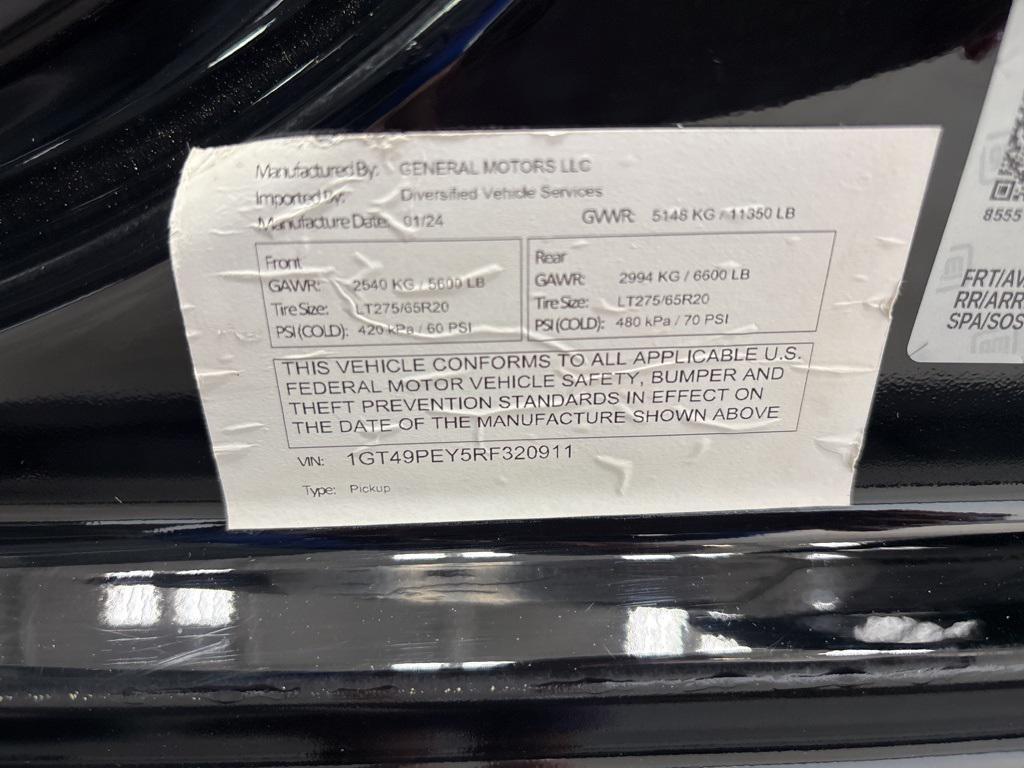 Manufactured By: GENERAL MOTORS LLC
Imported By: Diversified Vehicle Services
Manufacture Date: 01/24 GVWR: 5148 KG / 11350 LB
Front
GAWR: 2540 KG / 5600 LB
Tire Size: LT275/65R20
PSI (COLD): 420 kPa / 60 PSI
Rear
GAWR: 2994 KG / 6600 LB
Tire Size: LT275/65R20
PSI (COLD): 480 kPa / 70 PSI
THIS VEHICLE CONFORMS TO ALL APPLICABLE U.S.
FEDERAL MOTOR VEHICLE SAFETY, BUMPER AND
THEFT PREVENTION STANDARDS IN EFFECT ON
THE DATE OF THE MANUFACTURE SHOWN ABOVE
VIN: 1GT49PEY5RF320911
Type: Pickup
8555
FRT/AV
RR/ARR
SPA/SOS